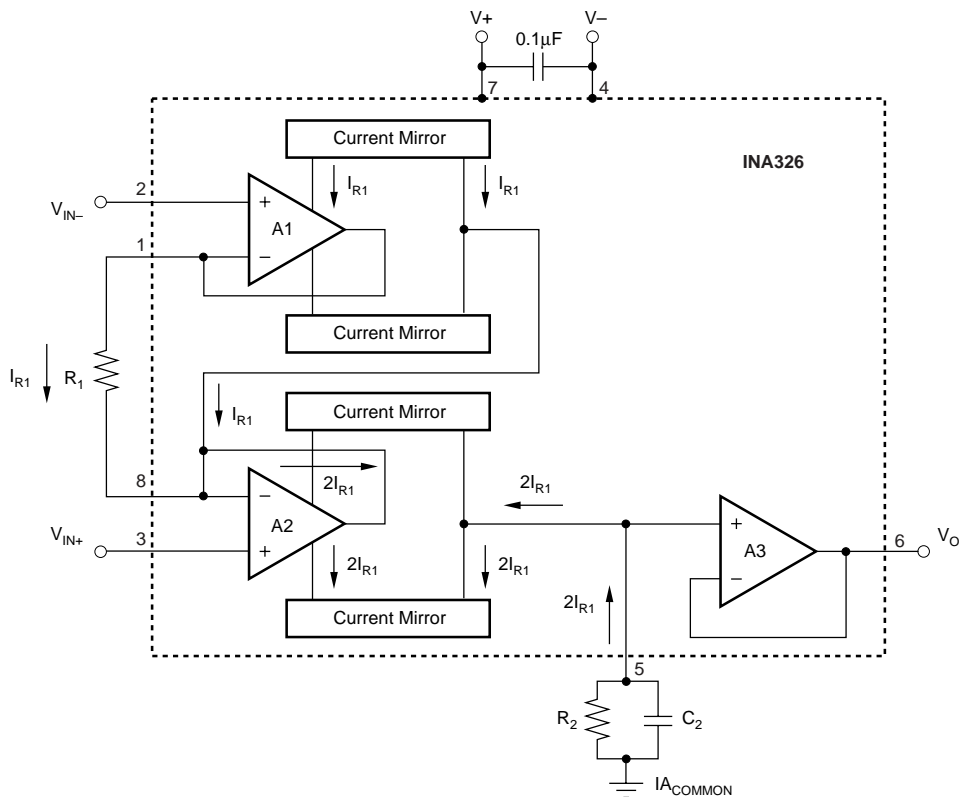 V+
V–
0.1µF
7
4
Current Mirror
INA326
I_R1
I_R1
2
V_IN–
+
A1
1
–
Current Mirror
I_R1
R_1
I_R1
Current Mirror
8
–
2I_R1
2I_R1
A2
V_IN+
3
+
+
A3
6
V_O
2I_R1
2I_R1
–
2I_R1
Current Mirror
5
R_2
C_2
IA_COMMON